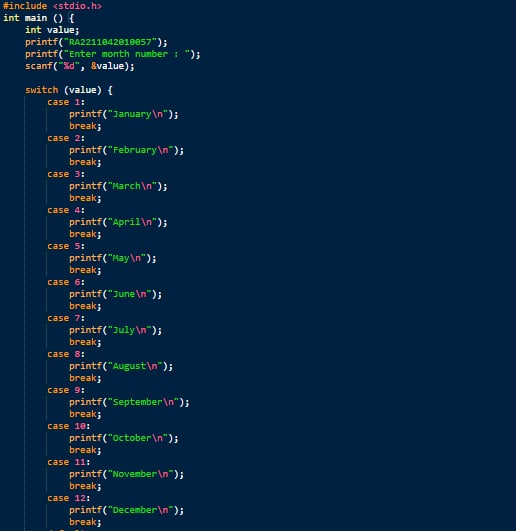 #include <stdio.h>
int main () {
    int value;
    printf("RA2211042010057");
    printf("Enter month number : ");
    scanf("%d", &value);

    switch (value) {
        case 1:
            printf("January\n");
            break;
        case 2:
            printf("February\n");
            break;
        case 3:
            printf("March\n");
            break;
        case 4:
            printf("April\n");
            break;
        case 5:
            printf("May\n");
            break;
        case 6:
            printf("June\n");
            break;
        case 7:
            printf("July\n");
            break;
        case 8:
            printf("August\n");
            break;
        case 9:
            printf("September\n");
            break;
        case 10:
            printf("October\n");
            break;
        case 11:
            printf("November\n");
            break;
        case 12:
            printf("December\n");
            break;